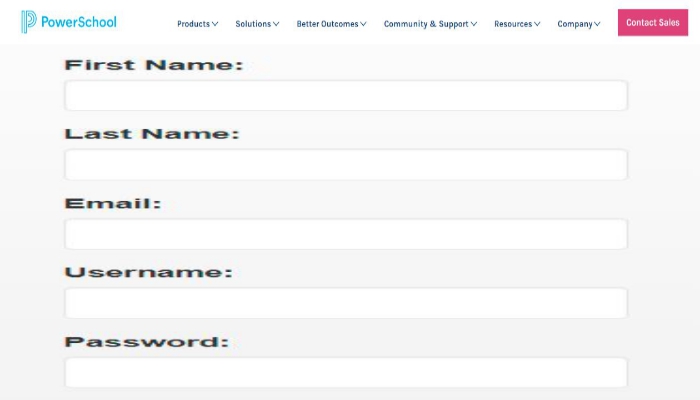 PowerSchool Products Solutions Better Outcomes Community & Support Resources Company Contact Sales
First Name:
Last Name:
Email:
Username:
Password: